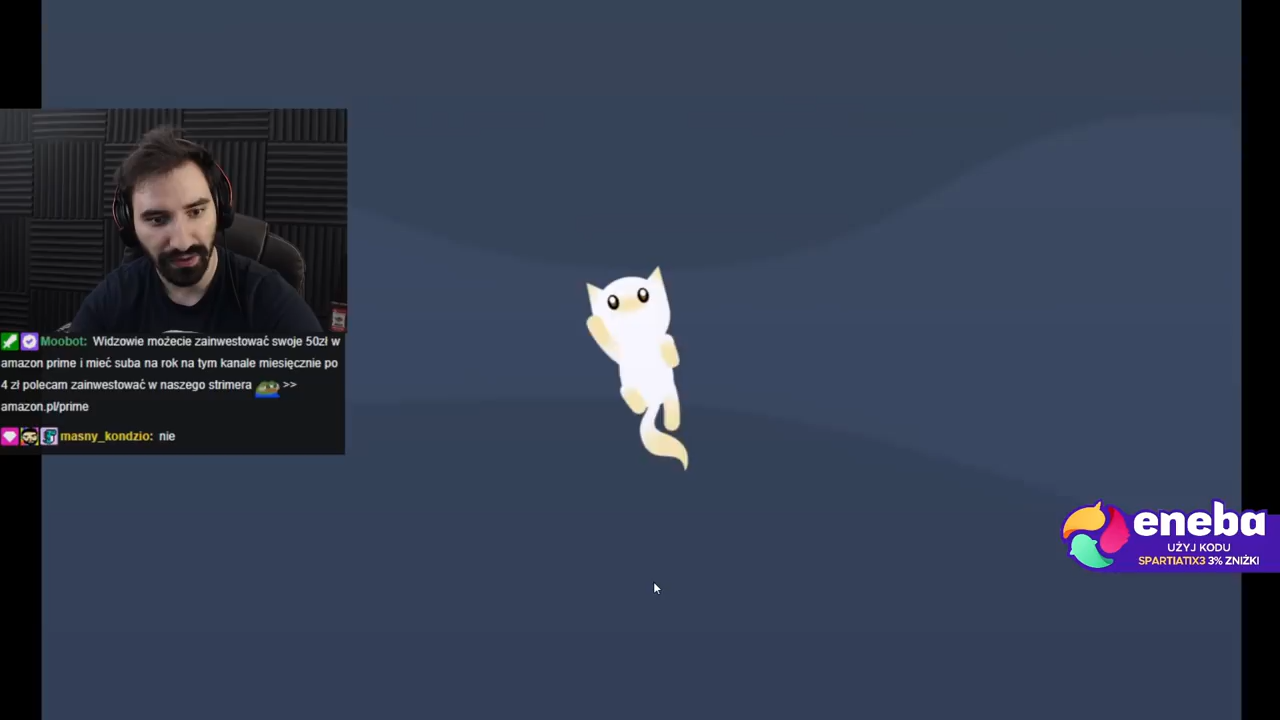 Moobot: Widzowie możecie zainwestować swoje 50zł w
amazon prime i mieć suba na rok na tym kanale miesięcznie po
4 zł polecam zainwestować w naszego strimera >>
amazon.pl/prime
masny_kondzio: nie
eneba
UŻYJ KODU
SPARTIATIX3 3% ZNIŻKI